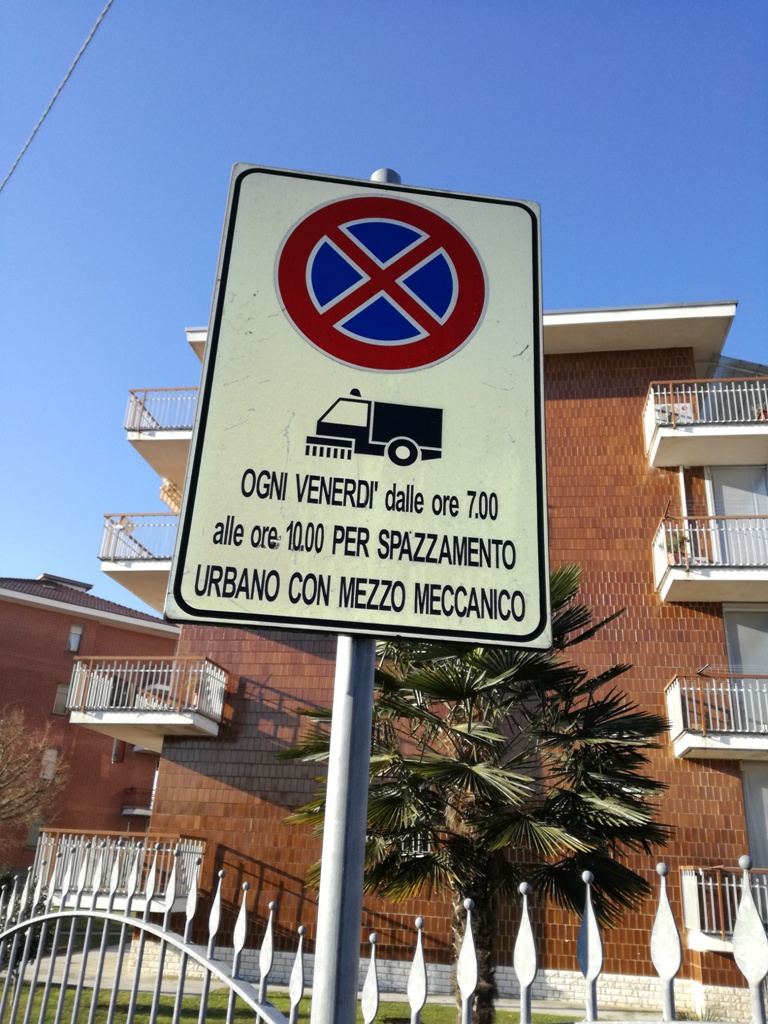 OGNI VENERDI' dalle ore 7.00
alle ore 10.00 PER SPAZZAMENTO
URBANO CON MEZZO MECCANICO